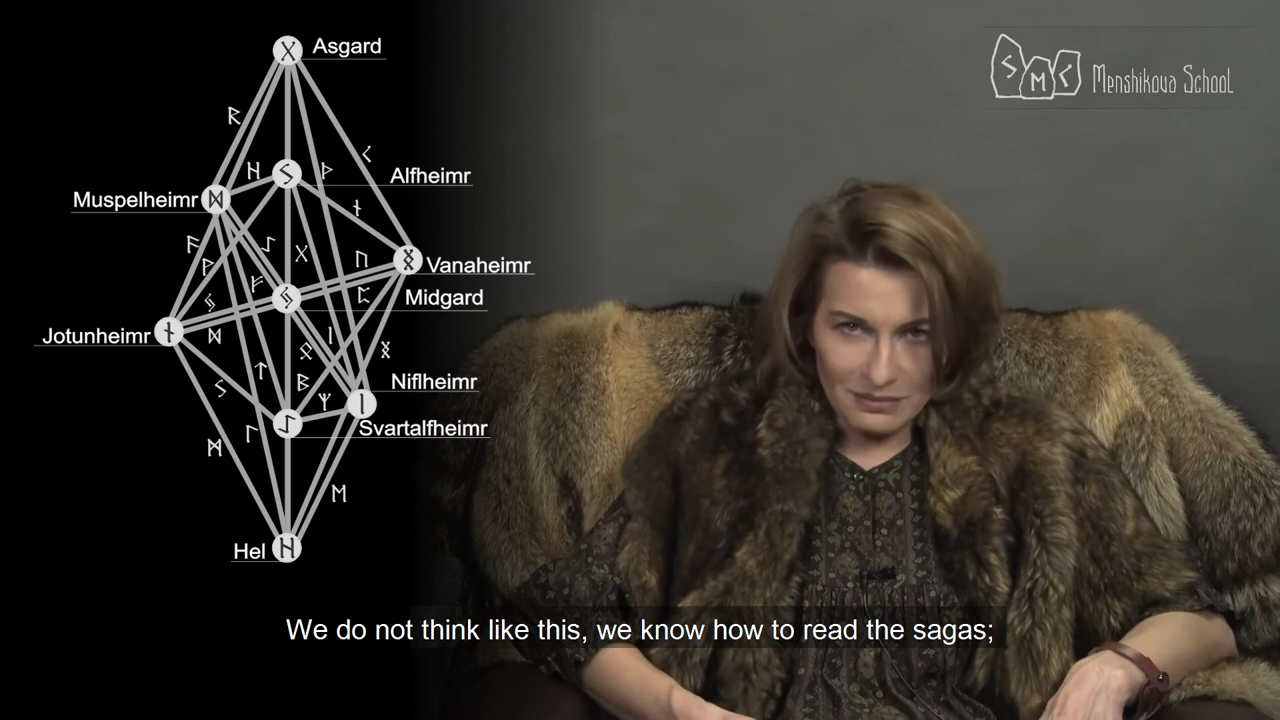 Asgard
Menshikova School
ᚱ
ᚲ
ᚺ
ᚦ
Alfheimr
Muspelheimr
ᛗ
ᚾ
ᚨ
ᚹ
ᚷ
ᚢ
Vanaheimr
ᚠ
Midgard
ᛈ
Jotunheimr
ᛁ
Niflheimr
ᛏ
ᛒ
Svartalfheimr
ᛚ
ᛖ
Hel
ᚺ
We do not think like this, we know how to read the sagas;